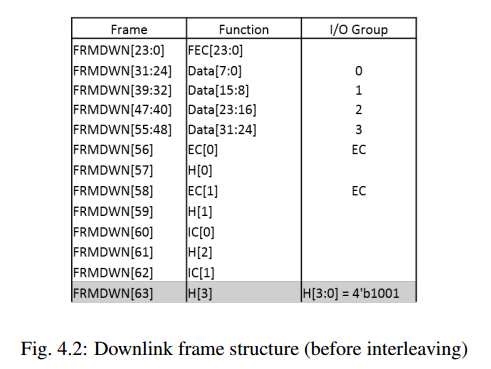 Frame Function I/O Group
FRMDWN[23:0] FEC[23:0]
FRMDWN[31:24] Data[7:0] 0
FRMDWN[39:32] Data[15:8] 1
FRMDWN[47:40] Data[23:16] 2
FRMDWN[55:48] Data[31:24] 3
FRMDWN[56] EC[0] EC
FRMDWN[57] H[0]
FRMDWN[58] EC[1] EC
FRMDWN[59] H[1]
FRMDWN[60] IC[0]
FRMDWN[61] H[2]
FRMDWN[62] IC[1]
FRMDWN[63] H[3] H[3:0] = 4'b1001
Fig. 4.2: Downlink frame structure (before interleaving)